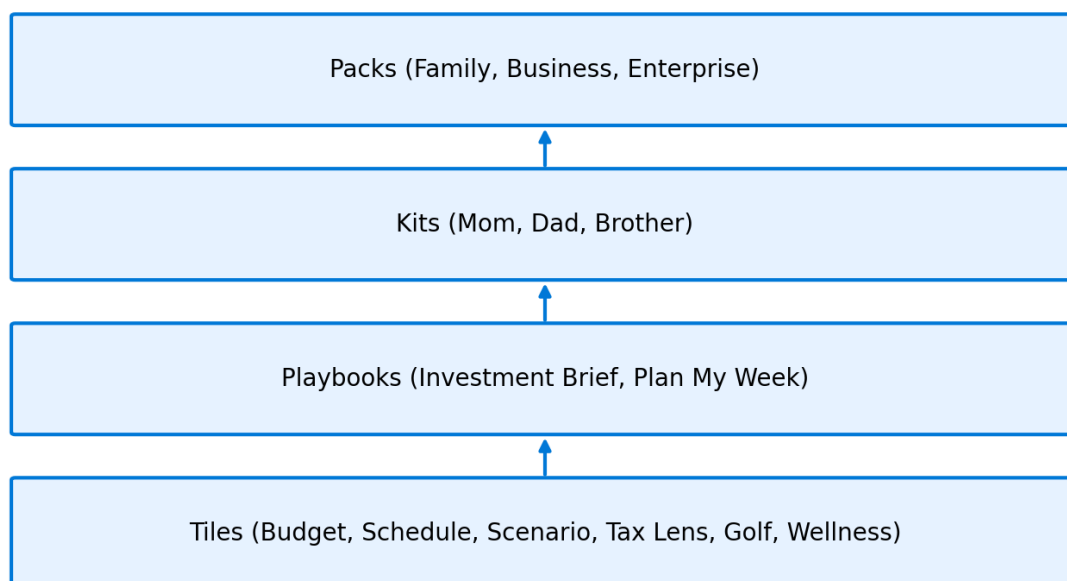 Packs (Family, Business, Enterprise)
Kits (Mom, Dad, Brother)
Playbooks (Investment Brief, Plan My Week)
Tiles (Budget, Schedule, Scenario, Tax Lens, Golf, Wellness)